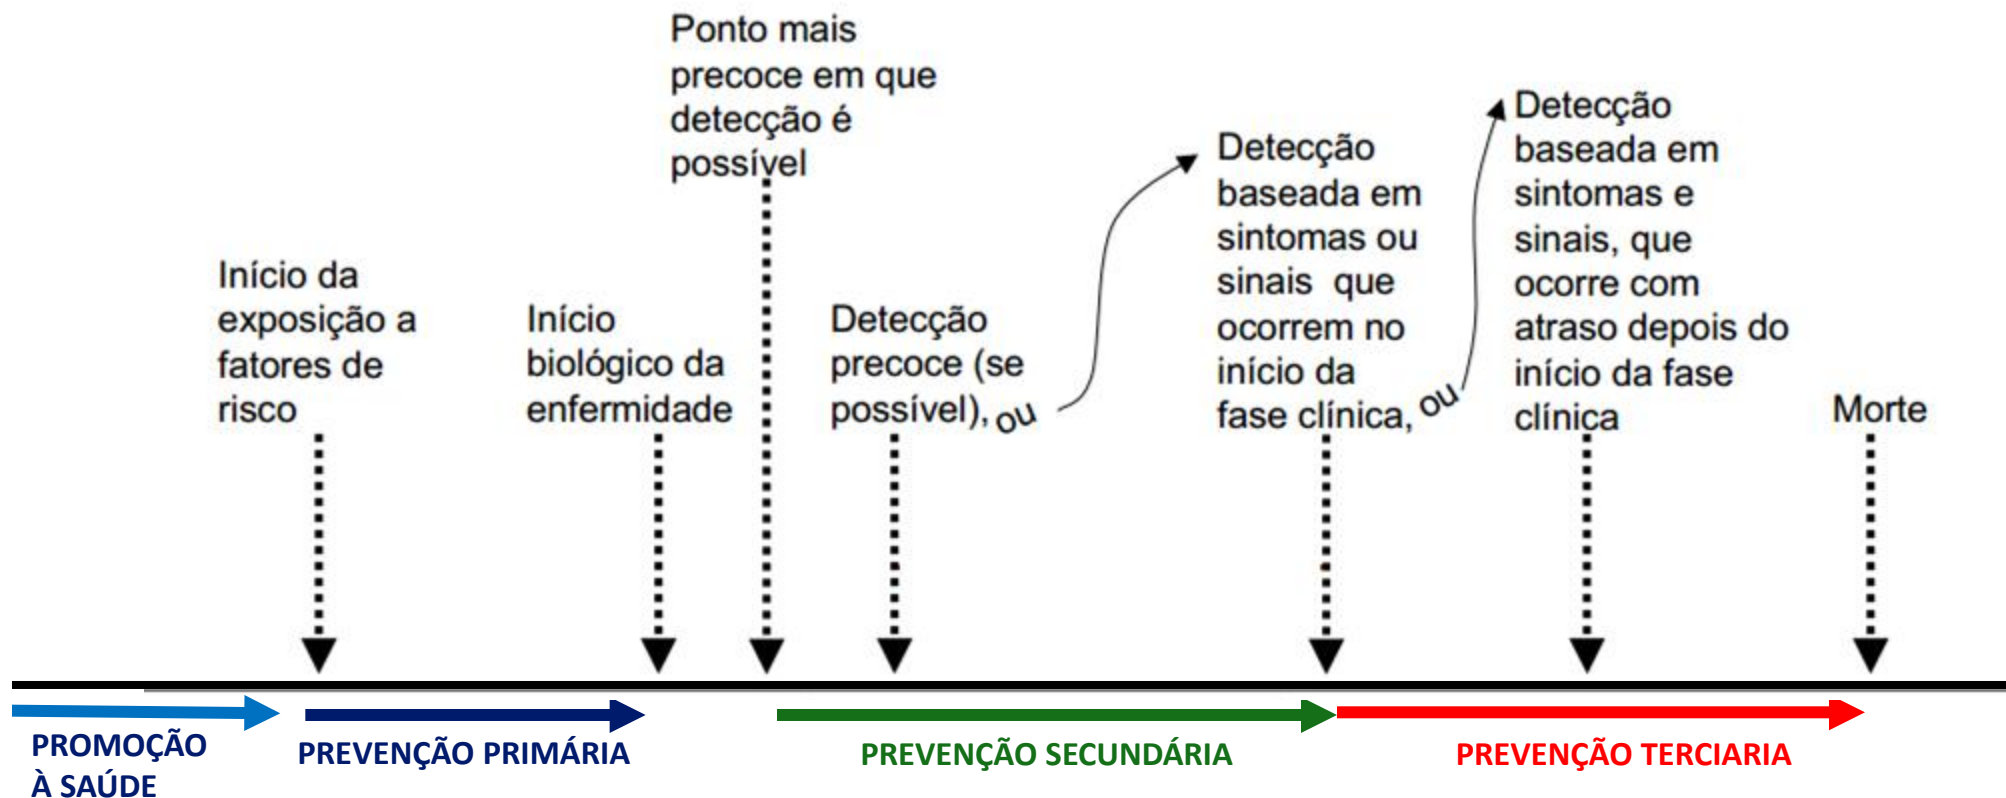 Ponto mais
precoce em que
detecção é
possível
Início da
exposição a
fatores de
risco
Início
biológico da
enfermidade
Detecção
precoce (se
possível), ou
Detecção
baseada em
sintomas ou
sinais que
ocorrem no
início da
fase clínica, ou
Detecção
baseada em
sintomas e
sinais, que
ocorre com
atraso depois do
início da fase
clínica
Morte
PROMOÇÃO
À SAÚDE
PREVENÇÃO PRIMÁRIA
PREVENÇÃO SECUNDÁRIA
PREVENÇÃO TERCIARIA